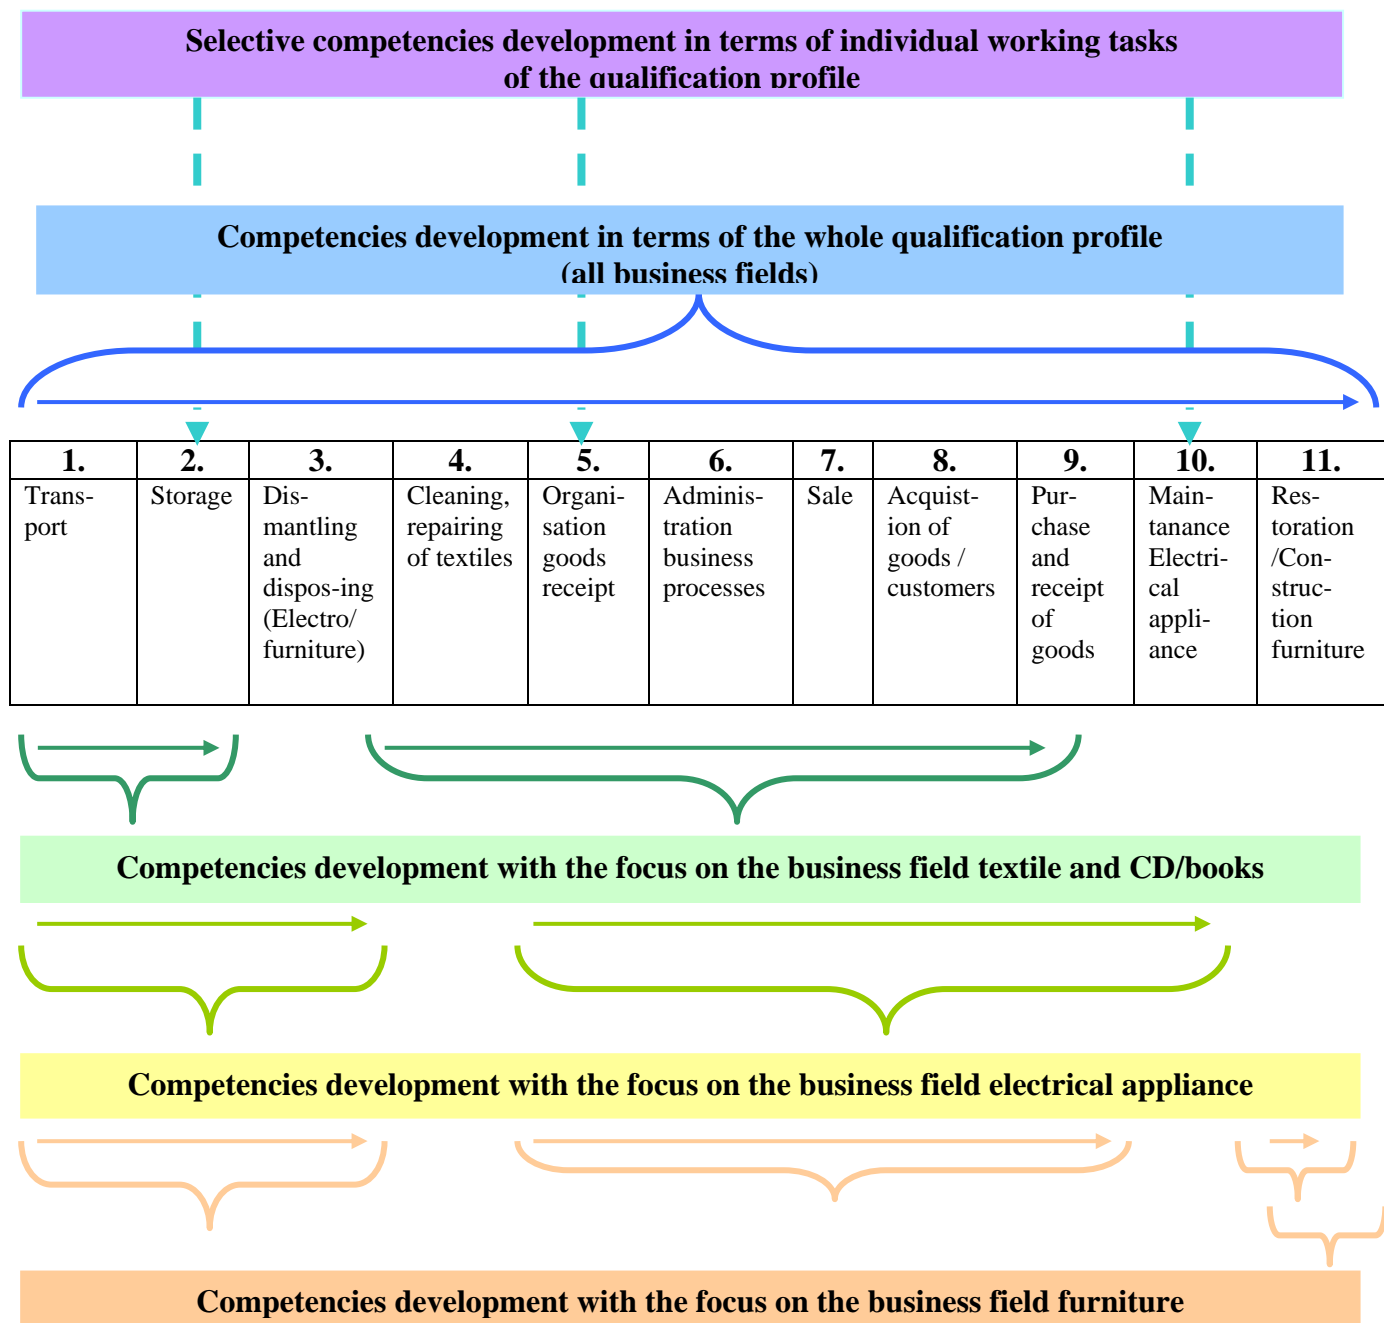 Selective competencies development in terms of individual working tasks
of the qualification profile
Competencies development in terms of the whole qualification profile
(all business fields)
1.
Trans-
port
2.
Storage
3.
Dis-
mantling
and
dispos-ing
(Electro/
furniture)
4.
Cleaning,
repairing
of textiles
5.
Organi-
sation
goods
receipt
6.
Adminis-
tration
business
processes
7.
Sale
8.
Acquist-
ion of
goods /
customers
9.
Pur-
chase
and
receipt
of
goods
10.
Main-
tanance
Electri-
cal
appli-
ance
11.
Res-
toration
/Con-
struc-
tion
furniture
Competencies development with the focus on the business field textile and CD/books
Competencies development with the focus on the business field electrical appliance
Competencies development with the focus on the business field furniture